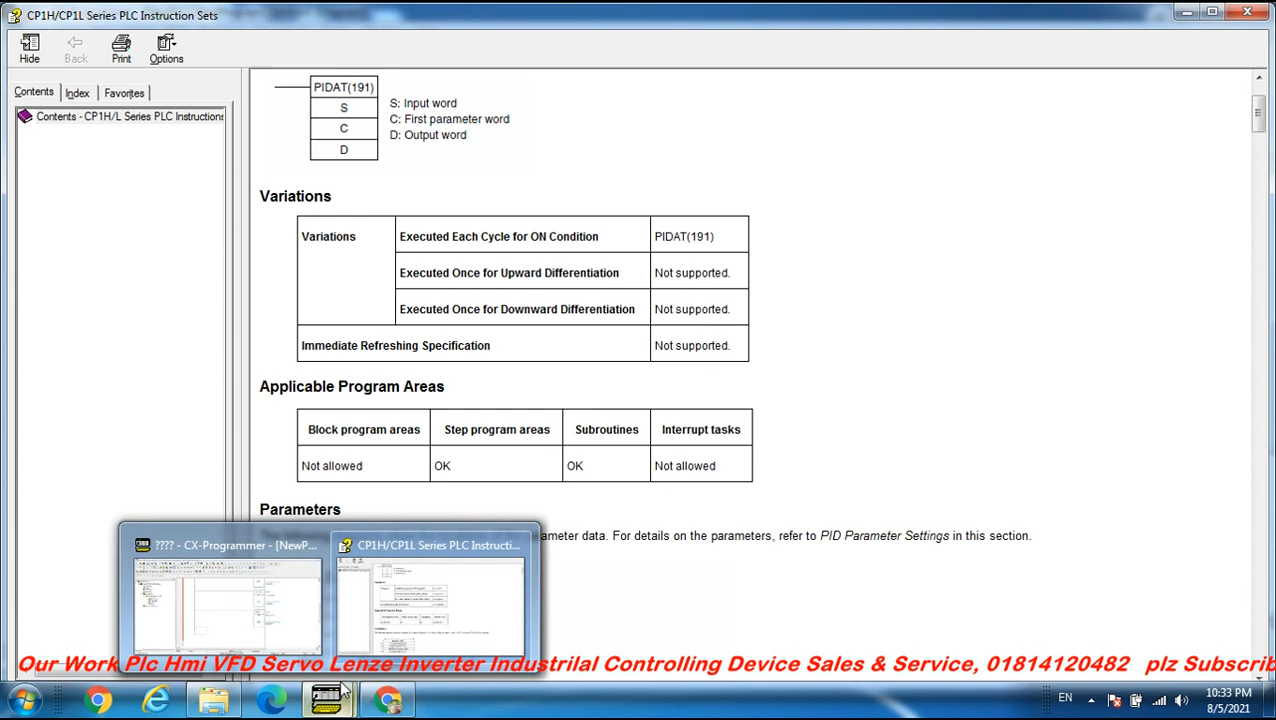 CP1H/CP1L Series PLC Instruction Sets
Hide
Back
Print
Options
Contents
Index
Favorites
Contents - CP1H/L Series PLC Instructions
PIDAT(191)
S
C
D
S: Input word
C: First parameter word
D: Output word
Variations
Variations
Executed Each Cycle for ON Condition
PIDAT(191)
Executed Once for Upward Differentiation
Not supported.
Executed Once for Downward Differentiation
Not supported.
Immediate Refreshing Specification
Not supported.
Applicable Program Areas
Block program areas
Step program areas
Subroutines
Interrupt tasks
Not allowed
OK
OK
Not allowed
Parameters
ameter data. For details on the parameters, refer to PID Parameter Settings in this section.
???? - CX-Programmer - [NewP...
CP1H/CP1L Series PLC Instructi...
Our Work Plc Hmi VFD Servo Lenze Inverter Industrilal Controlling Device Sales & Service, 01814120482 plz Subscrib
EN
10:33 PM
8/5/2021